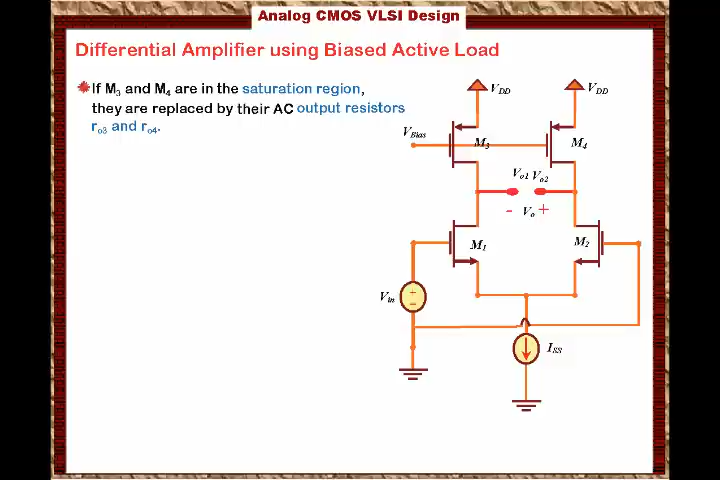 Analog CMOS VLSI Design
Differential Amplifier using Biased Active Load
If M3 and M4 are in the saturation region,
they are replaced by their AC output resistors
ro3 and ro4.
VDD
VDD
VBias
M3
M4
Vo1 Vo2
- Vo +
M1
M2
Vin
+
-
ISS